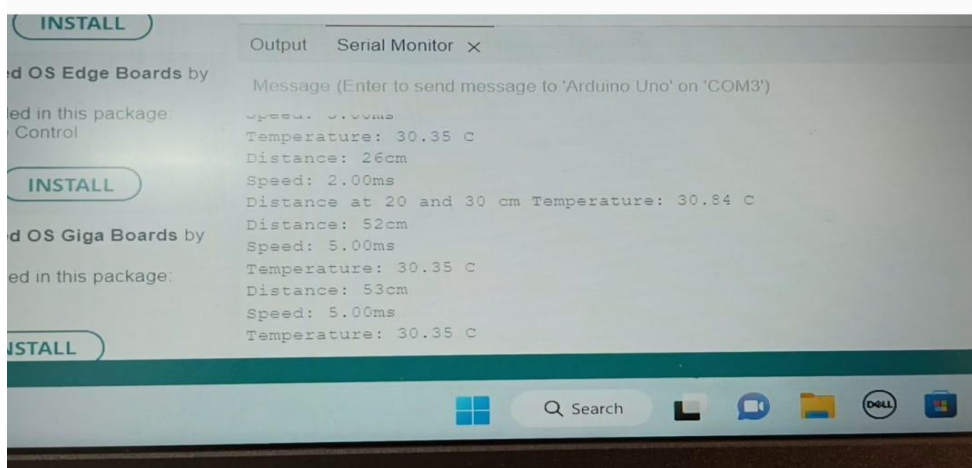 INSTALL
Output Serial Monitor ×
d OS Edge Boards by
Message (Enter to send message to 'Arduino Uno' on 'COM3')
ed in this package:
Control
Temperature: 30.35 C
Distance: 26cm
INSTALL
Speed: 2.00ms
Distance at 20 and 30 cm Temperature: 30.84 C
Distance: 52cm
d OS Giga Boards by
Speed: 5.00ms
ed in this package:
Temperature: 30.35 C
Distance: 53cm
Speed: 5.00ms
Temperature: 30.35 C
NSTALL
Search
DELL